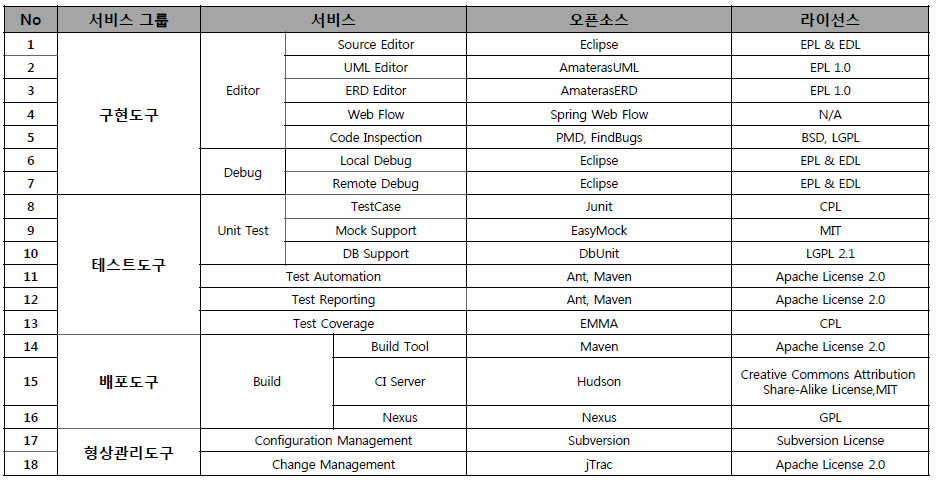 No 서비스 그룹 서비스 오픈소스 라이선스
1 Source Editor Eclipse EPL & EDL
2 UML Editor AmaterasUML EPL 1.0
3 구현도구 Editor ERD Editor AmaterasERD EPL 1.0
4 Web Flow Spring Web Flow N/A
5 Code Inspection PMD, FindBugs BSD, LGPL
6 Debug Local Debug Eclipse EPL & EDL
7 Remote Debug Eclipse EPL & EDL
8 TestCase Junit CPL
9 Unit Test Mock Support EasyMock MIT
10 테스트도구 DB Support DbUnit LGPL 2.1
11 Test Automation Ant, Maven Apache License 2.0
12 Test Reporting Ant, Maven Apache License 2.0
13 Test Coverage EMMA CPL
14 Build Tool Maven Apache License 2.0
15 배포도구 Build CI Server Hudson Creative Commons Attribution
Share-Alike License,MIT
16 Nexus Nexus GPL
17 형상관리도구 Configuration Management Subversion Subversion License
18 Change Management jTrac Apache License 2.0